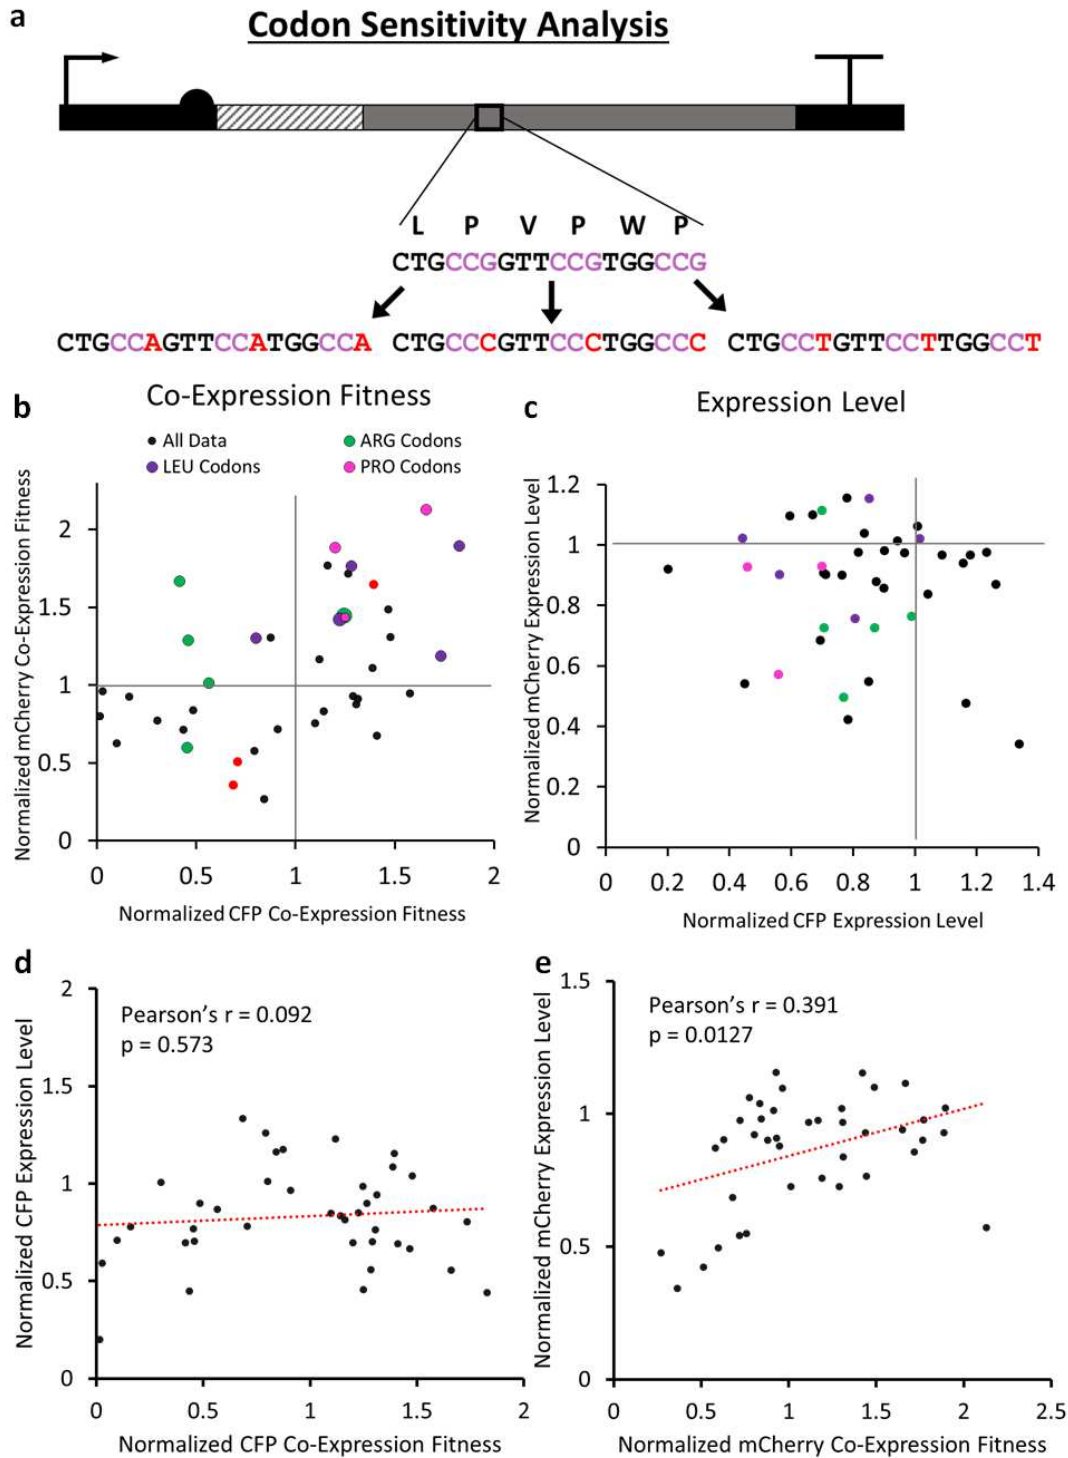 a
Codon Sensitivity Analysis
L P V P W P
CTGCCGGTTCCGTGGCCG
CTGCCAGTTCCATGGCCA CTGCCCGTTCCCTGGCCC CTGCCTGTTCCTTGGCCT
b
Co-Expression Fitness
All Data
ARG Codons
LEU Codons
PRO Codons
Normalized mCherry Co-Expression Fitness
2
1.5
1
0.5
0
0 0.5 1 1.5 2
Normalized CFP Co-Expression Fitness
c
Expression Level
Normalized mCherry Expression Level
1.2
1
0.8
0.6
0.4
0.2
0
0 0.2 0.4 0.6 0.8 1 1.2 1.4
Normalized CFP Expression Level
d
Pearson's r = 0.092
p = 0.573
Normalized CFP Expression Level
2
1.5
1
0.5
0
0 0.5 1 1.5 2
Normalized CFP Co-Expression Fitness
e
Pearson's r = 0.391
p = 0.0127
Normalized mCherry Expression Level
1.5
1
0.5
0
0 0.5 1 1.5 2 2.5
Normalized mCherry Co-Expression Fitness